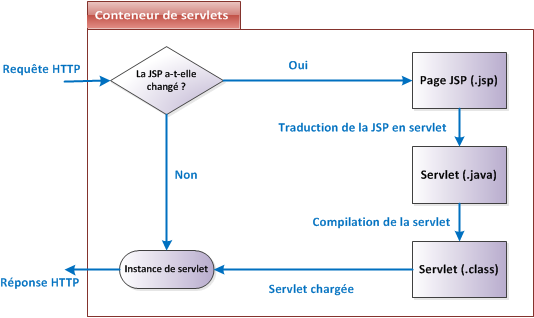 Conteneur de servlets
Requête HTTP
La JSP a-t-elle
changé ?
Oui
Page JSP (.jsp)
Traduction de la JSP en servlet
Non
Servlet (.java)
Compilation de la servlet
Réponse HTTP
Instance de servlet
Servlet chargée
Servlet (.class)